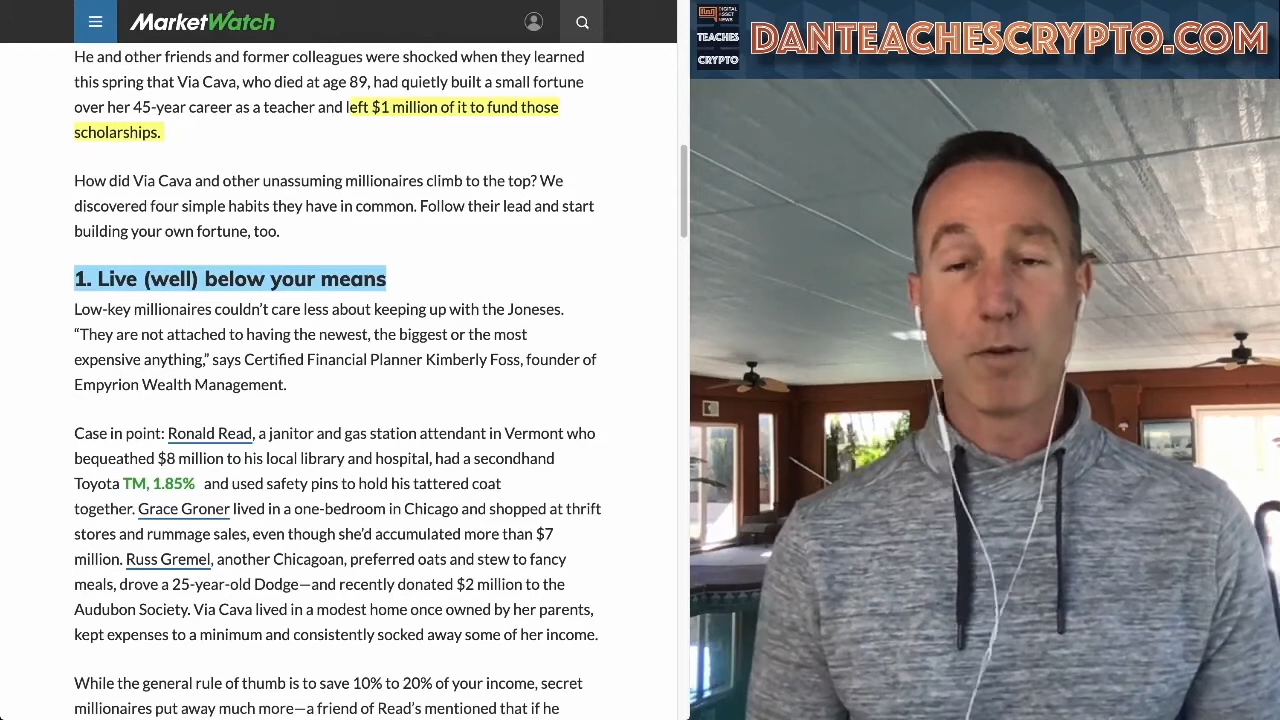 MarketWatch
He and other friends and former colleagues were shocked when they learned
this spring that Via Cava, who died at age 89, had quietly built a small fortune
over her 45-year career as a teacher and left $1 million of it to fund those
scholarships.
How did Via Cava and other unassuming millionaires climb to the top? We
discovered four simple habits they have in common. Follow their lead and start
building your own fortune, too.
1. Live (well) below your means
Low-key millionaires couldn’t care less about keeping up with the Joneses.
“They are not attached to having the newest, the biggest or the most
expensive anything,” says Certified Financial Planner Kimberly Foss, founder of
Empyrion Wealth Management.
Case in point: Ronald Read, a janitor and gas station attendant in Vermont who
bequeathed $8 million to his local library and hospital, had a secondhand
Toyota TM, 1.85% and used safety pins to hold his tattered coat
together. Grace Groner lived in a one-bedroom in Chicago and shopped at thrift
stores and rummage sales, even though she’d accumulated more than $7
million. Russ Gremel, another Chicagoan, preferred oats and stew to fancy
meals, drove a 25-year-old Dodge—and recently donated $2 million to the
Audubon Society. Via Cava lived in a modest home once owned by her parents,
kept expenses to a minimum and consistently socked away some of her income.
While the general rule of thumb is to save 10% to 20% of your income, secret
millionaires put away much more—a friend of Read’s mentioned that if he
DIGITAL
ASSET
NEWS
TEACHES
CRYPTO
DANTEACHESCRYPTO.COM